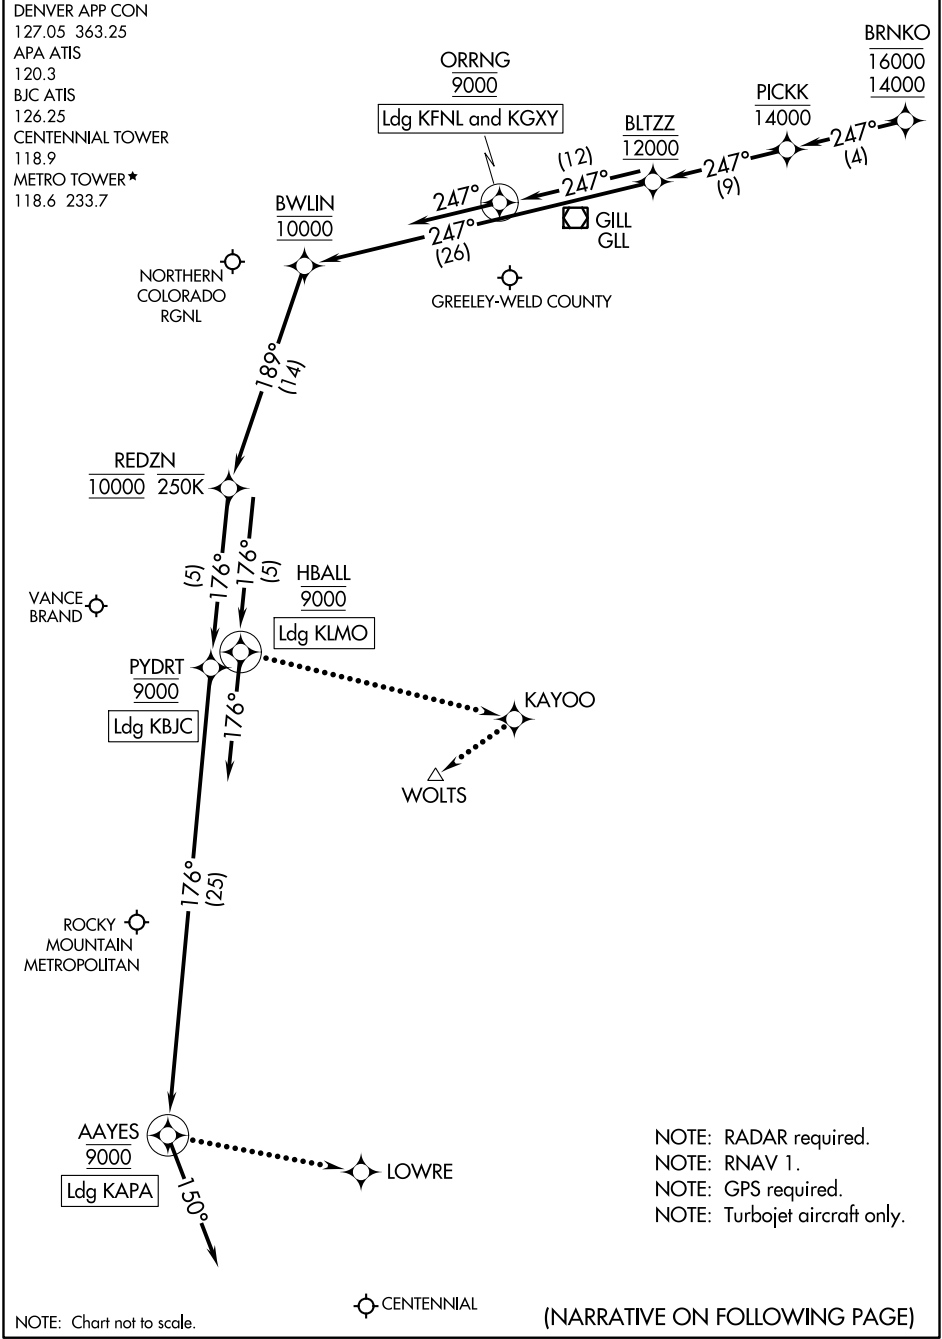 DENVER APP CON
127.05 363.25
APA ATIS
120.3
BJC ATIS
126.25
CENTENNIAL TOWER
118.9
METRO TOWER★
118.6 233.7
BRNKO
16000
14000
247°
(4)
PICKK
14000
247°
(9)
BLTZZ
12000
(12)
247°
ORRNG
9000
Ldg KFNL and KGXY
247°
247°
(26)
GILL
GLL
GREELEY-WELD COUNTY
BWLIN
10000
NORTHERN
COLORADO
RGNL
189°
(14)
REDZN
10000 250K
176°
(5)
176°
(5)
HBALL
9000
Ldg KLMO
VANCE
BRAND
PYDRT
9000
Ldg KBJC
176°
KAYOO
WOLTS
176°
(25)
ROCKY
MOUNTAIN
METROPOLITAN
AAYES
9000
Ldg KAPA
150°
LOWRE
NOTE: RADAR required.
NOTE: RNAV 1.
NOTE: GPS required.
NOTE: Turbojet aircraft only.
CENTENNIAL
NOTE: Chart not to scale.
(NARRATIVE ON FOLLOWING PAGE)